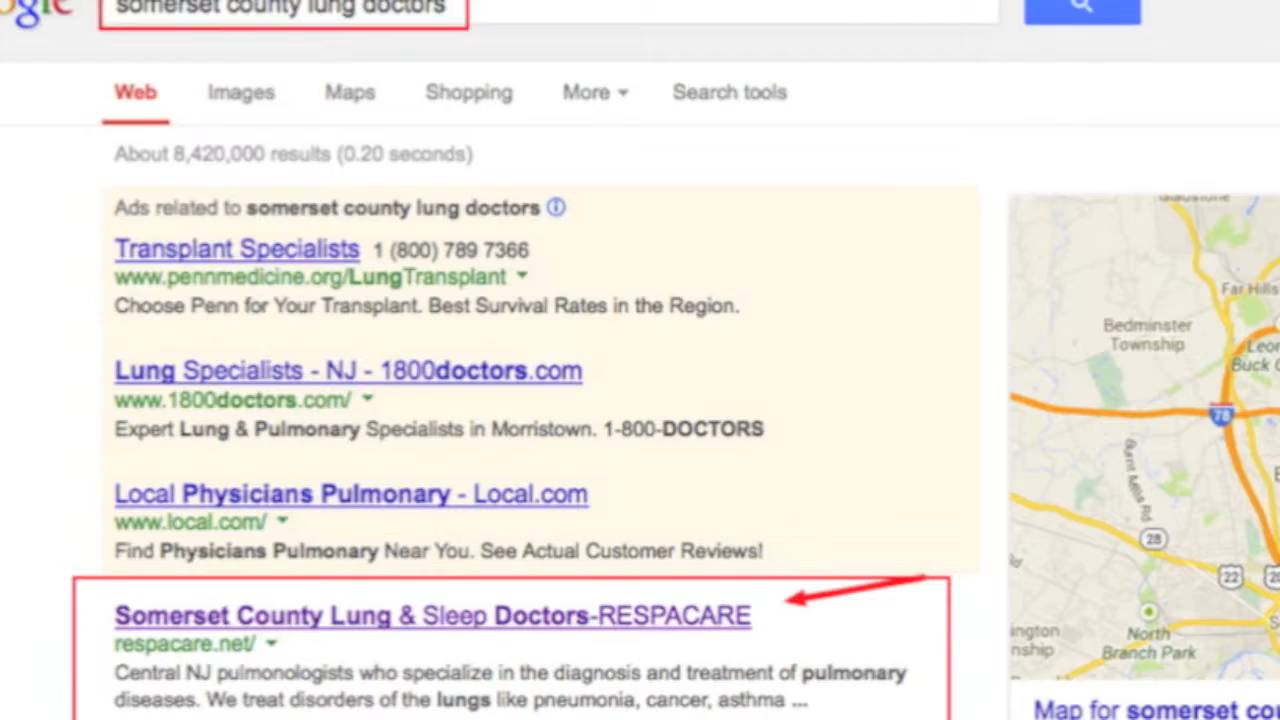 somerset county lung doctors
Web Images Maps Shopping More Search tools
About 8,420,000 results (0.20 seconds)
Ads related to somerset county lung doctors
Transplant Specialists 1 (800) 789 7366
www.pennmedicine.org/LungTransplant
Choose Penn for Your Transplant. Best Survival Rates in the Region.
Lung Specialists - NJ - 1800doctors.com
www.1800doctors.com/
Expert Lung & Pulmonary Specialists in Morristown. 1-800-DOCTORS
Local Physicians Pulmonary - Local.com
www.local.com/
Find Physicians Pulmonary Near You. See Actual Customer Reviews!
Somerset County Lung & Sleep Doctors-RESPACARE
respacare.net/
Central NJ pulmonologists who specialize in the diagnosis and treatment of pulmonary
diseases. We treat disorders of the lungs like pneumonia, cancer, asthma ...
Far Hills
Bedminster
Township
Buck
78
Burnt Mills Rd
28
22
North
Branch Park
Map for somerset